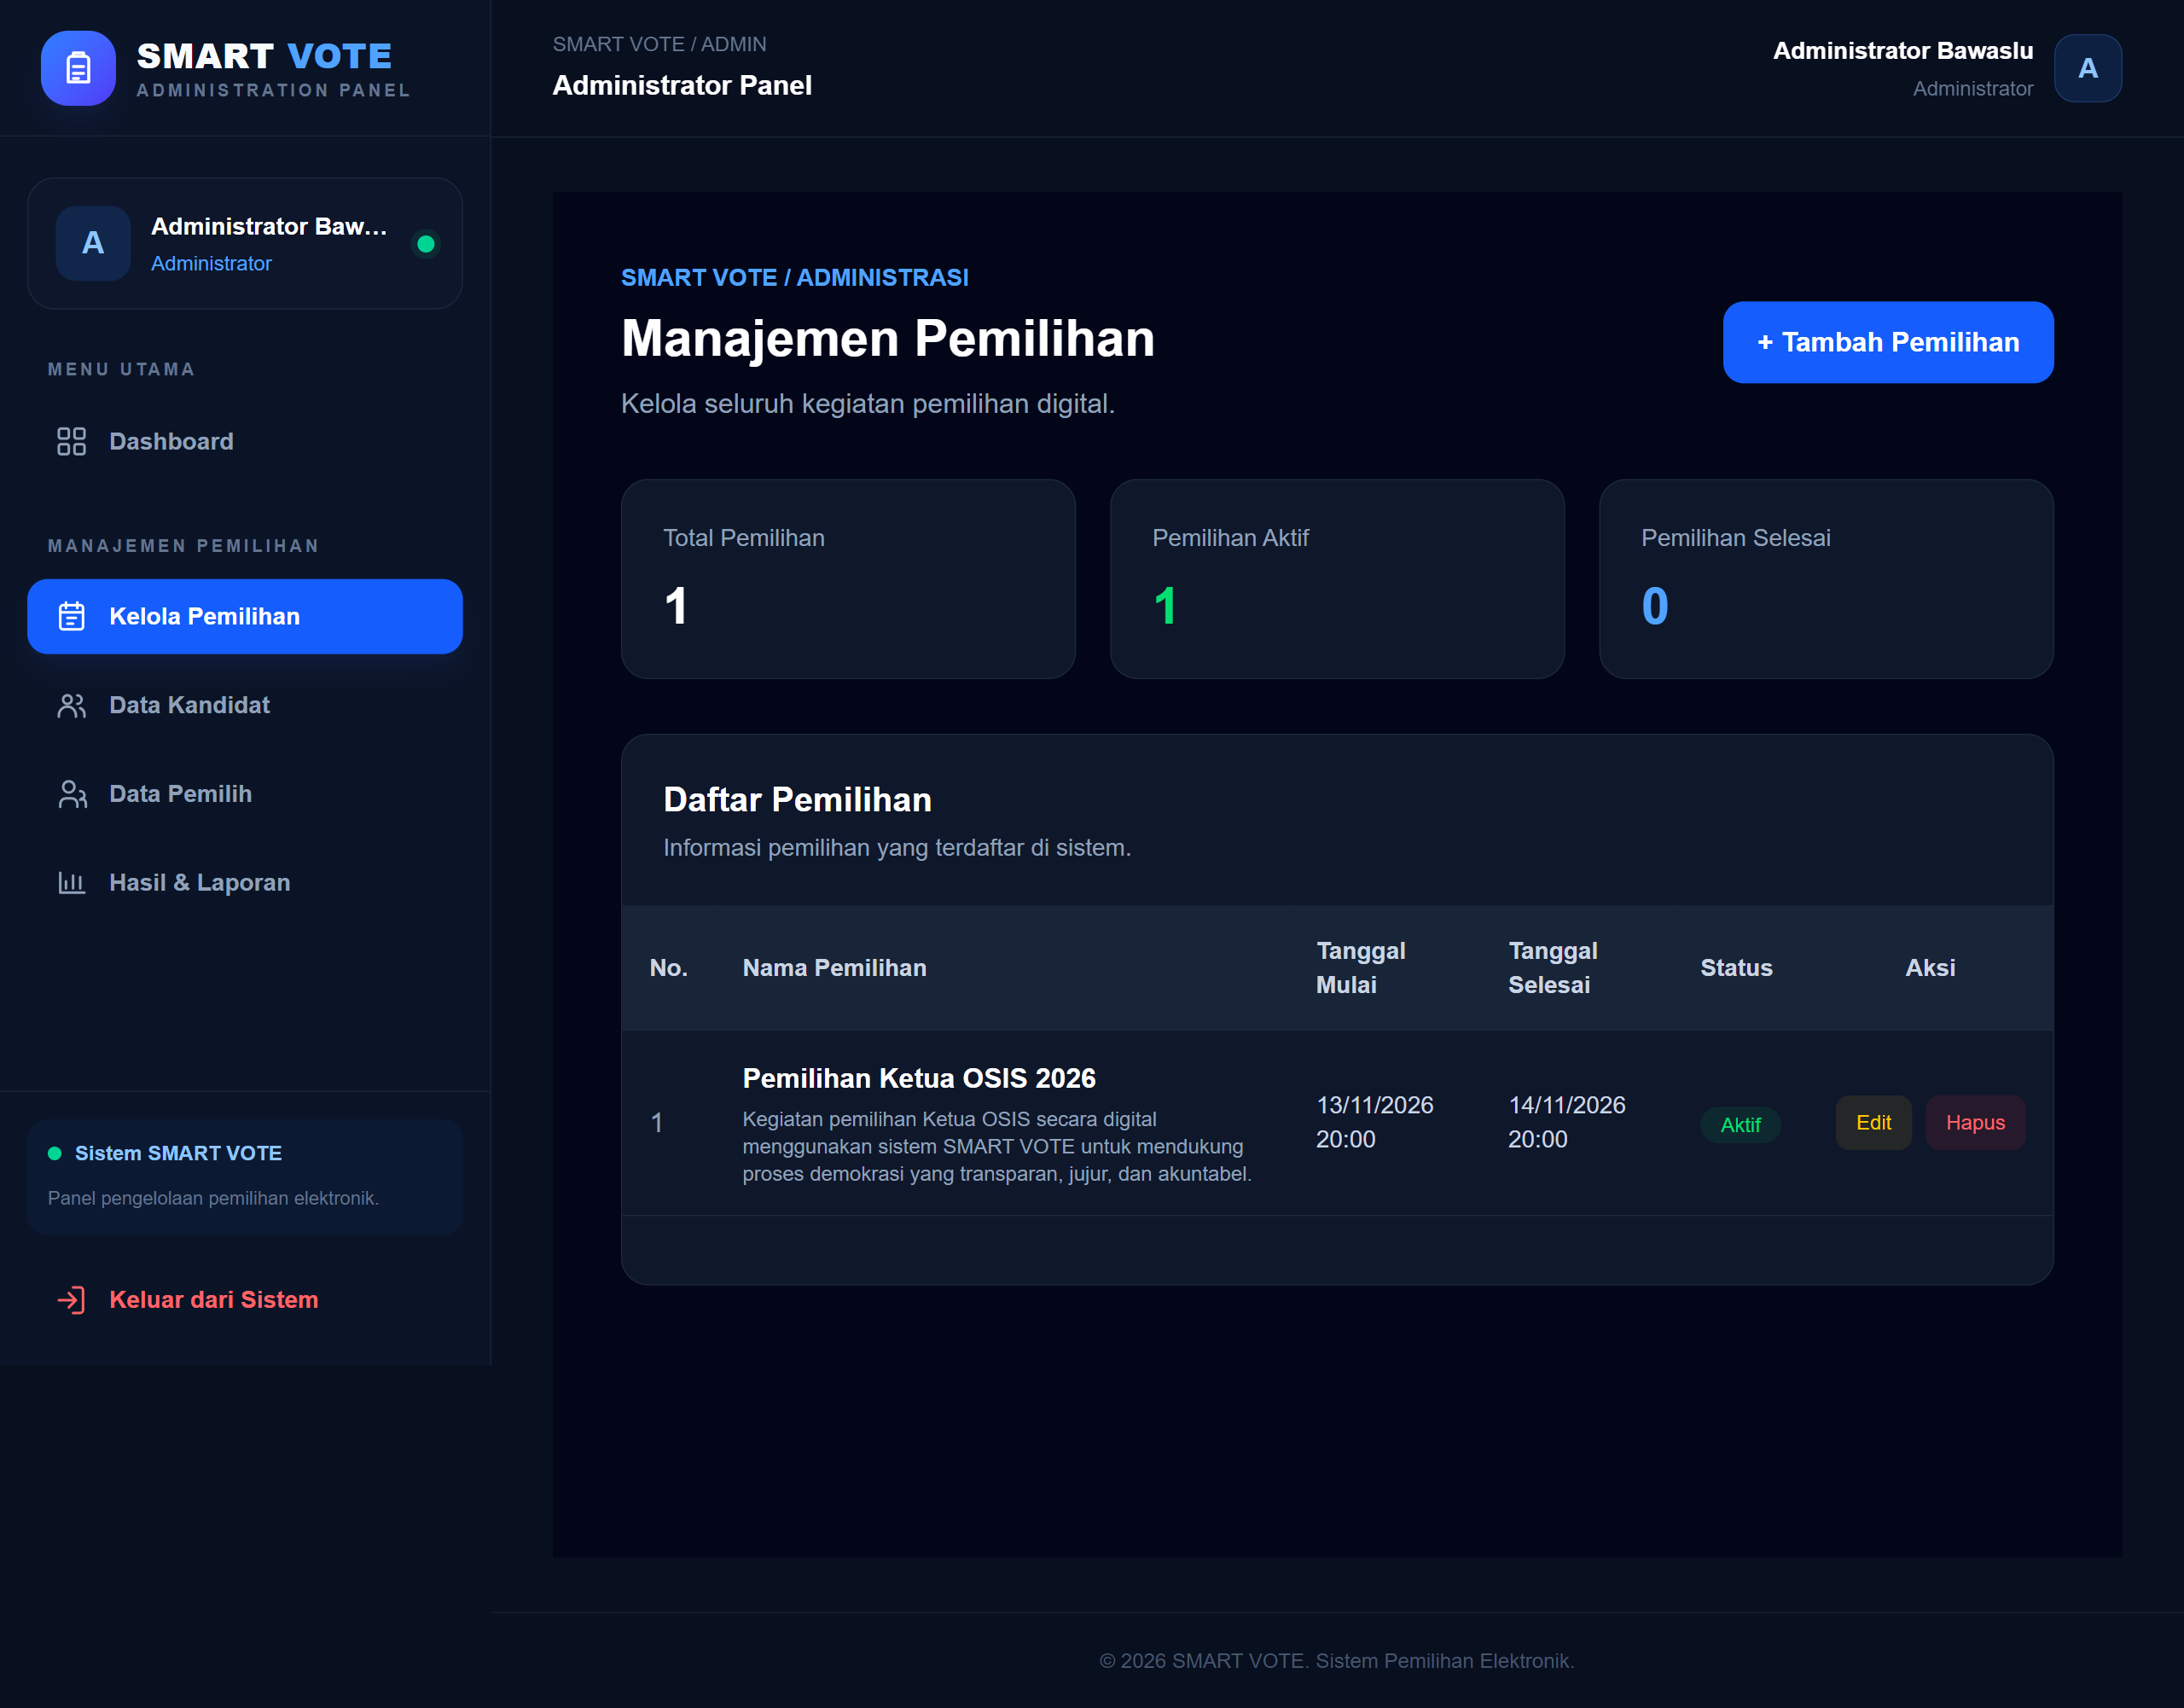 SMART VOTE
ADMINISTRATION PANEL
A
Administrator Baw...
Administrator
MENU UTAMA
Dashboard
MANAJEMEN PEMILIHAN
Kelola Pemilihan
Data Kandidat
Data Pemilih
Hasil & Laporan
Sistem SMART VOTE
Panel pengelolaan pemilihan elektronik.
Keluar dari Sistem
SMART VOTE / ADMIN
Administrator Panel
Administrator Bawaslu
Administrator
A
SMART VOTE / ADMINISTRASI
Manajemen Pemilihan
Kelola seluruh kegiatan pemilihan digital.
+ Tambah Pemilihan
Total Pemilihan
1
Pemilihan Aktif
1
Pemilihan Selesai
0
Daftar Pemilihan
Informasi pemilihan yang terdaftar di sistem.
No.
Nama Pemilihan
Tanggal
Mulai
Tanggal
Selesai
Status
Aksi
1
Pemilihan Ketua OSIS 2026
Kegiatan pemilihan Ketua OSIS secara digital
menggunakan sistem SMART VOTE untuk mendukung
proses demokrasi yang transparan, jujur, dan akuntabel.
13/11/2026
20:00
14/11/2026
20:00
Aktif
Edit
Hapus
© 2026 SMART VOTE. Sistem Pemilihan Elektronik.